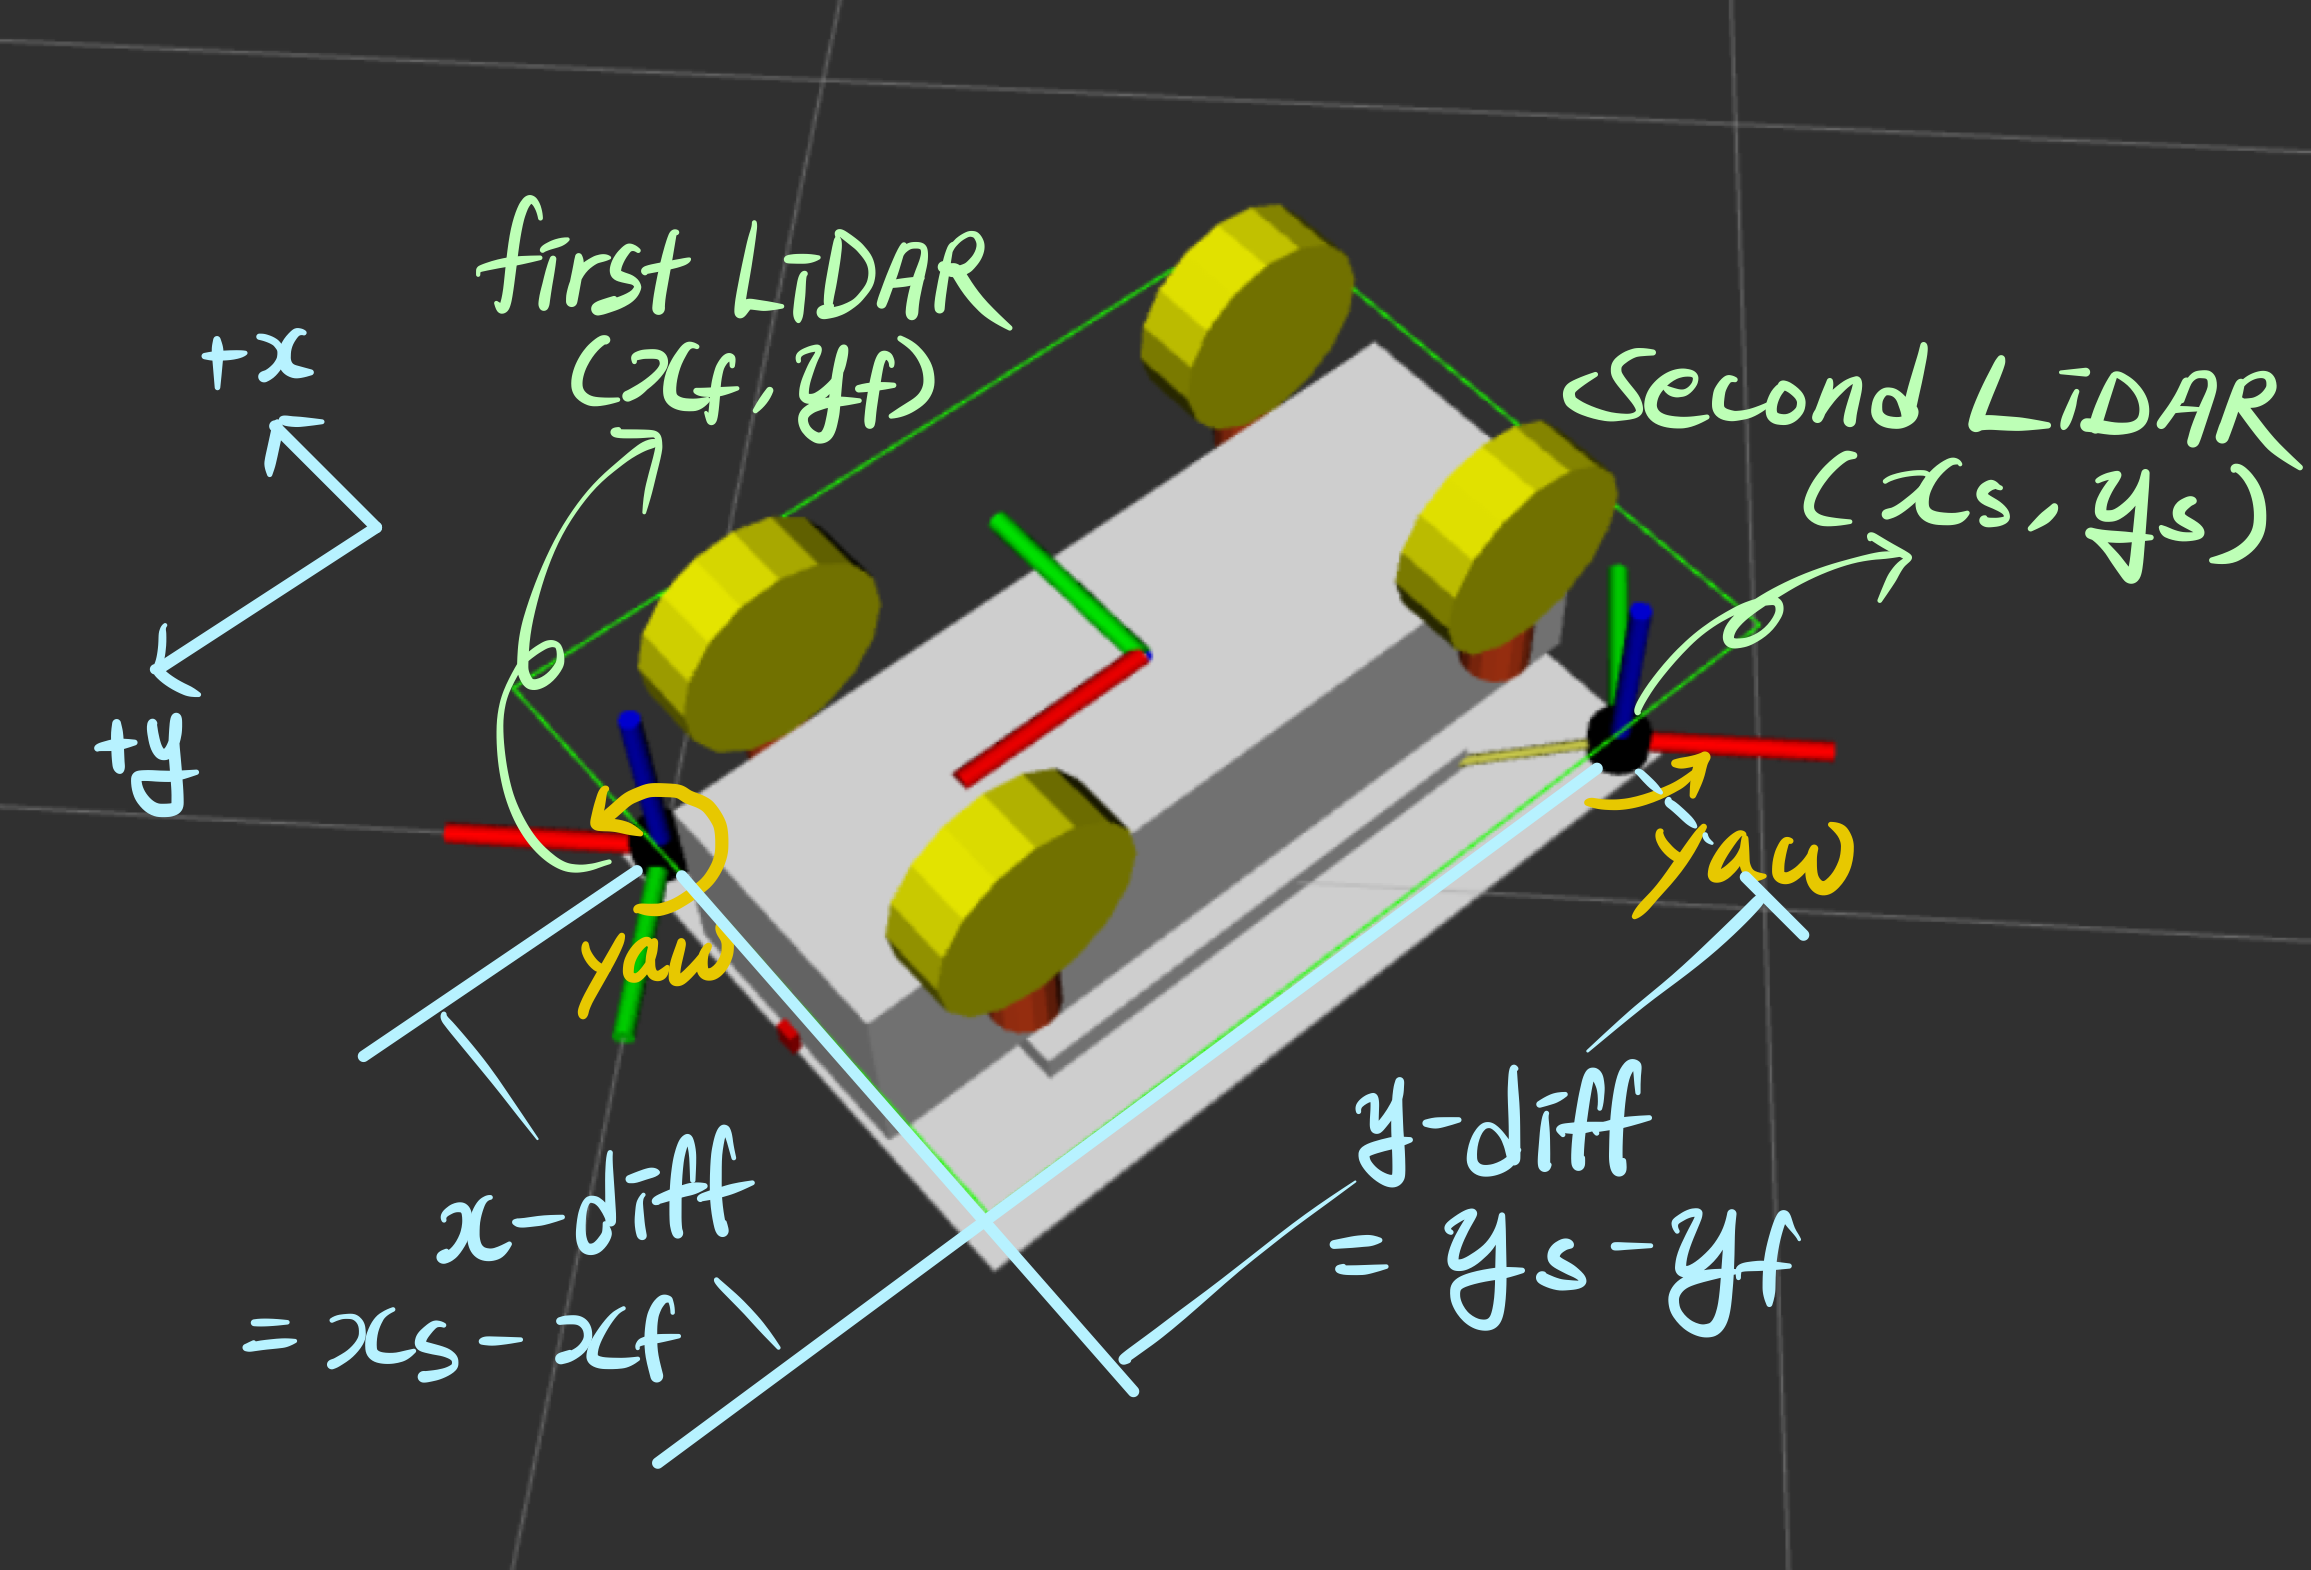 first LiDAR
(xf, yf)
+x
Second LiDAR
(xs, ys)
+y
yaw
yaw
x-diff
= xs - xf
y-diff
= ys - yf